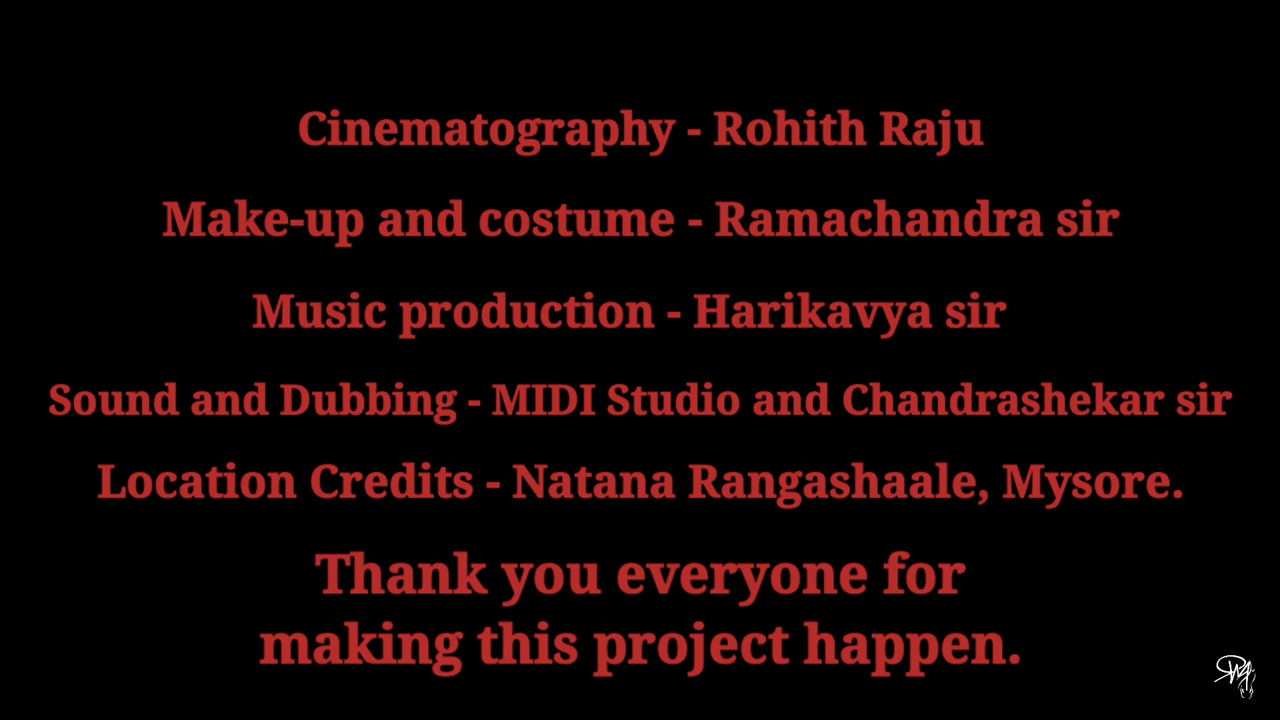 Cinematography - Rohith Raju
Make-up and costume - Ramachandra sir
Music production - Harikavya sir
Sound and Dubbing - MIDI Studio and Chandrashekar sir
Location Credits - Natana Rangashaale, Mysore.
Thank you everyone for
making this project happen.